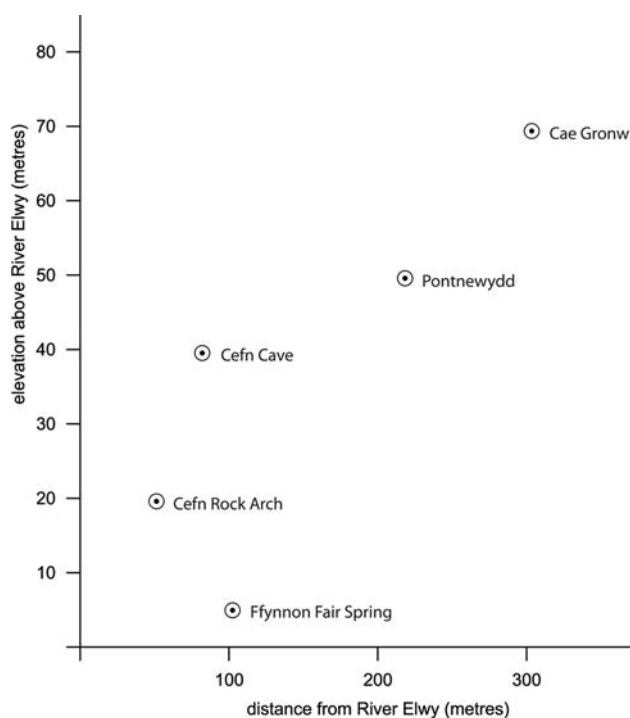 80
70
60
50
40
30
20
10
elevation above River Elwy (metres)
Cae Gronw
Pontnewydd
Cefn Cave
Cefn Rock Arch
Ffynnon Fair Spring
100
200
300
distance from River Elwy (metres)